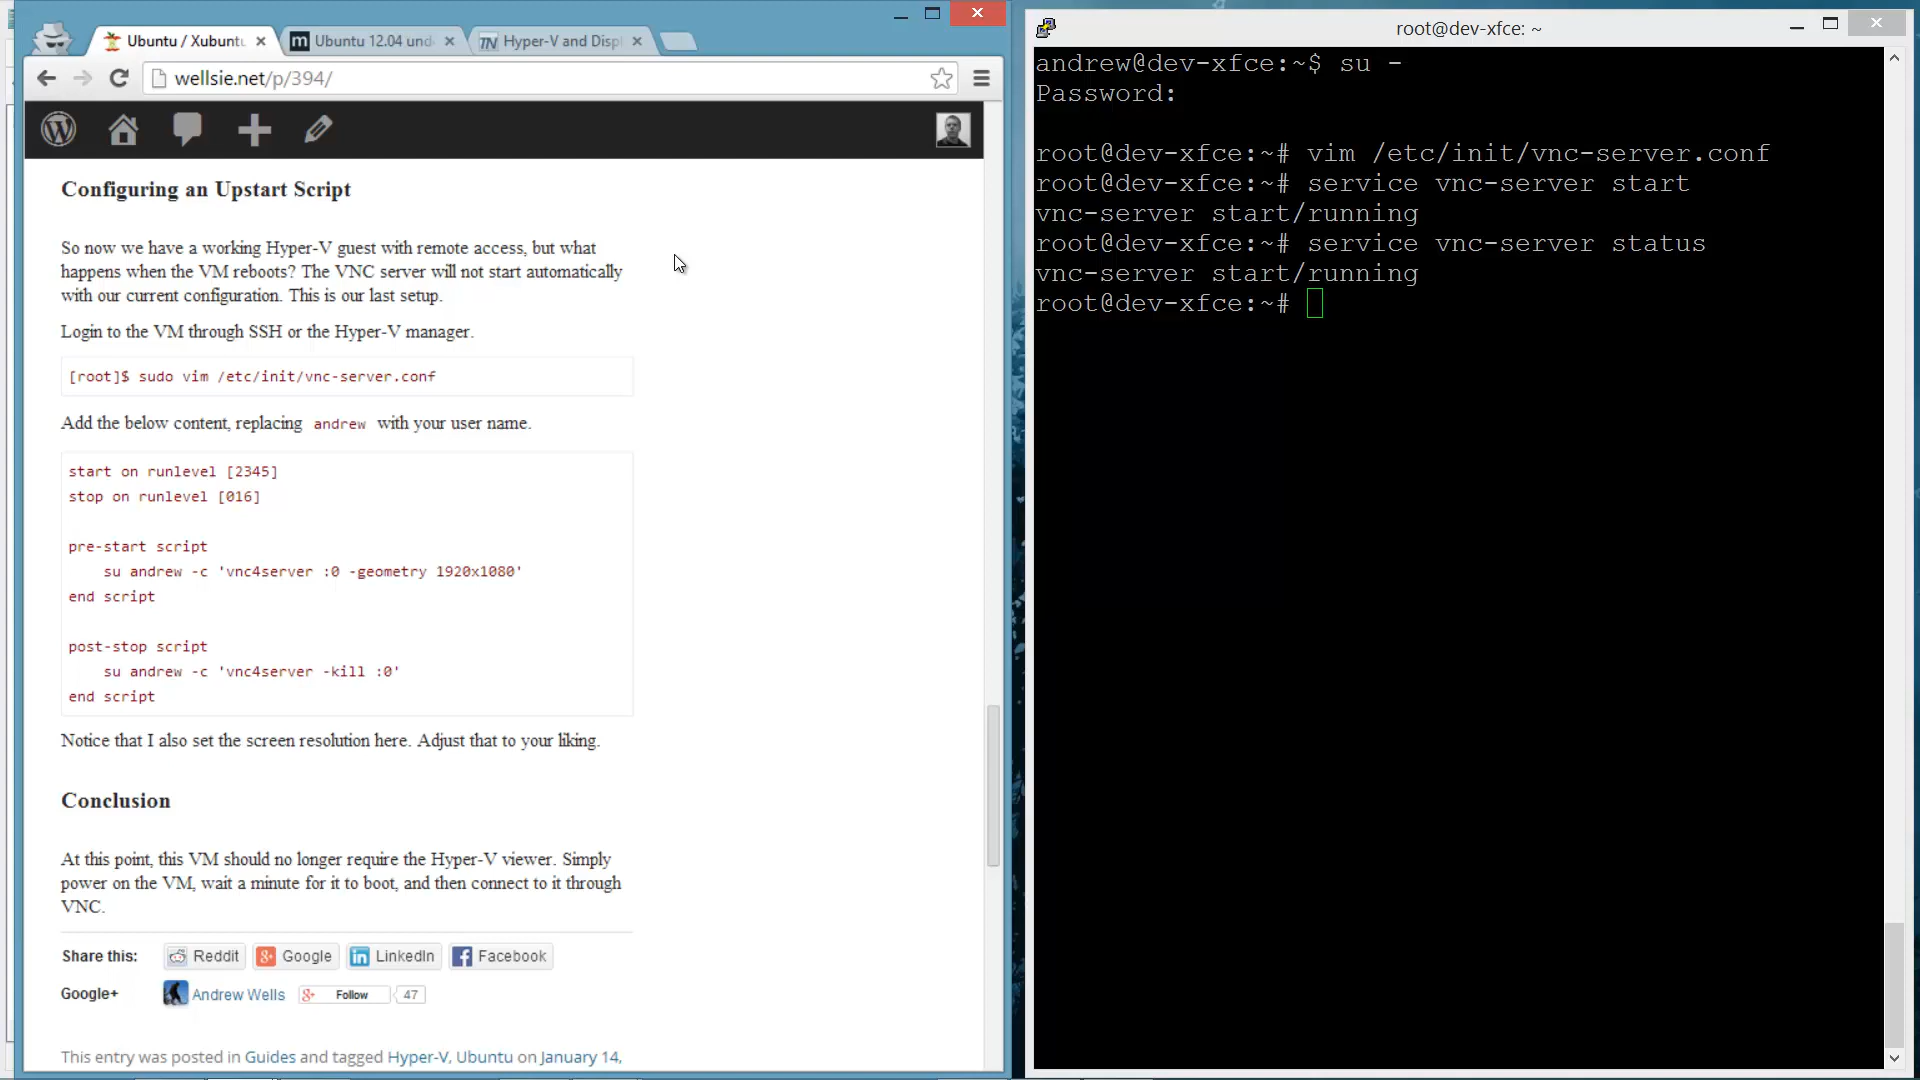 Ubuntu / Xubuntu
Ubuntu 12.04 und
Hyper-V and Displ
wellsie.net/p/394/
Configuring an Upstart Script
So now we have a working Hyper-V guest with remote access, but what
happens when the VM reboots? The VNC server will not start automatically
with our current configuration. This is our last setup.
Login to the VM through SSH or the Hyper-V manager.
[root]$ sudo vim /etc/init/vnc-server.conf
Add the below content, replacing andrew with your user name.
start on runlevel [2345]
stop on runlevel [016]
pre-start script
su andrew -c 'vnc4server :0 -geometry 1920x1080'
end script
post-stop script
su andrew -c 'vnc4server -kill :0'
end script
Notice that I also set the screen resolution here. Adjust that to your liking.
Conclusion
At this point, this VM should no longer require the Hyper-V viewer. Simply
power on the VM, wait a minute for it to boot, and then connect to it through
VNC.
Share this: Reddit Google LinkedIn Facebook
Google+ Andrew Wells Follow 47
This entry was posted in Guides and tagged Hyper-V, Ubuntu on January 14,
root@dev-xfce: ~
andrew@dev-xfce:~$ su -
Password:
root@dev-xfce:~# vim /etc/init/vnc-server.conf
root@dev-xfce:~# service vnc-server start
vnc-server start/running
root@dev-xfce:~# service vnc-server status
vnc-server start/running
root@dev-xfce:~#